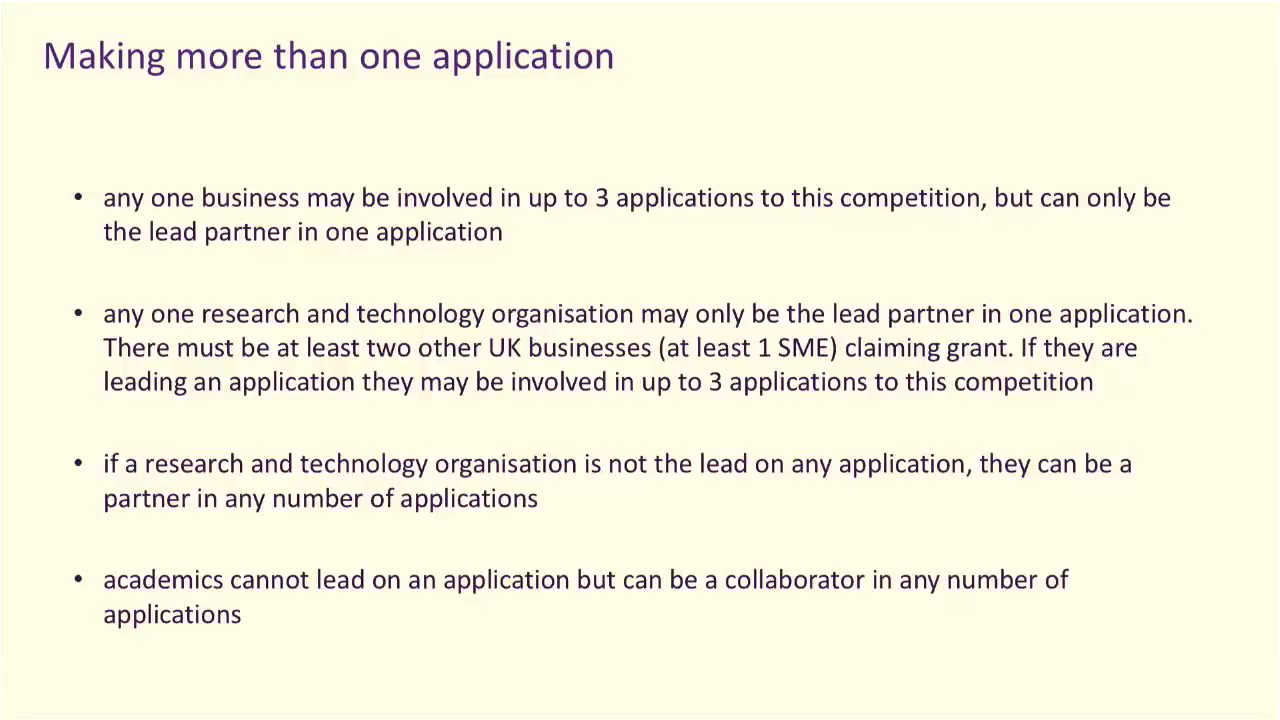 Making more than one application
• any one business may be involved in up to 3 applications to this competition, but can only be
the lead partner in one application
• any one research and technology organisation may only be the lead partner in one application.
There must be at least two other UK businesses (at least 1 SME) claiming grant. If they are
leading an application they may be involved in up to 3 applications to this competition
• if a research and technology organisation is not the lead on any application, they can be a
partner in any number of applications
• academics cannot lead on an application but can be a collaborator in any number of
applications